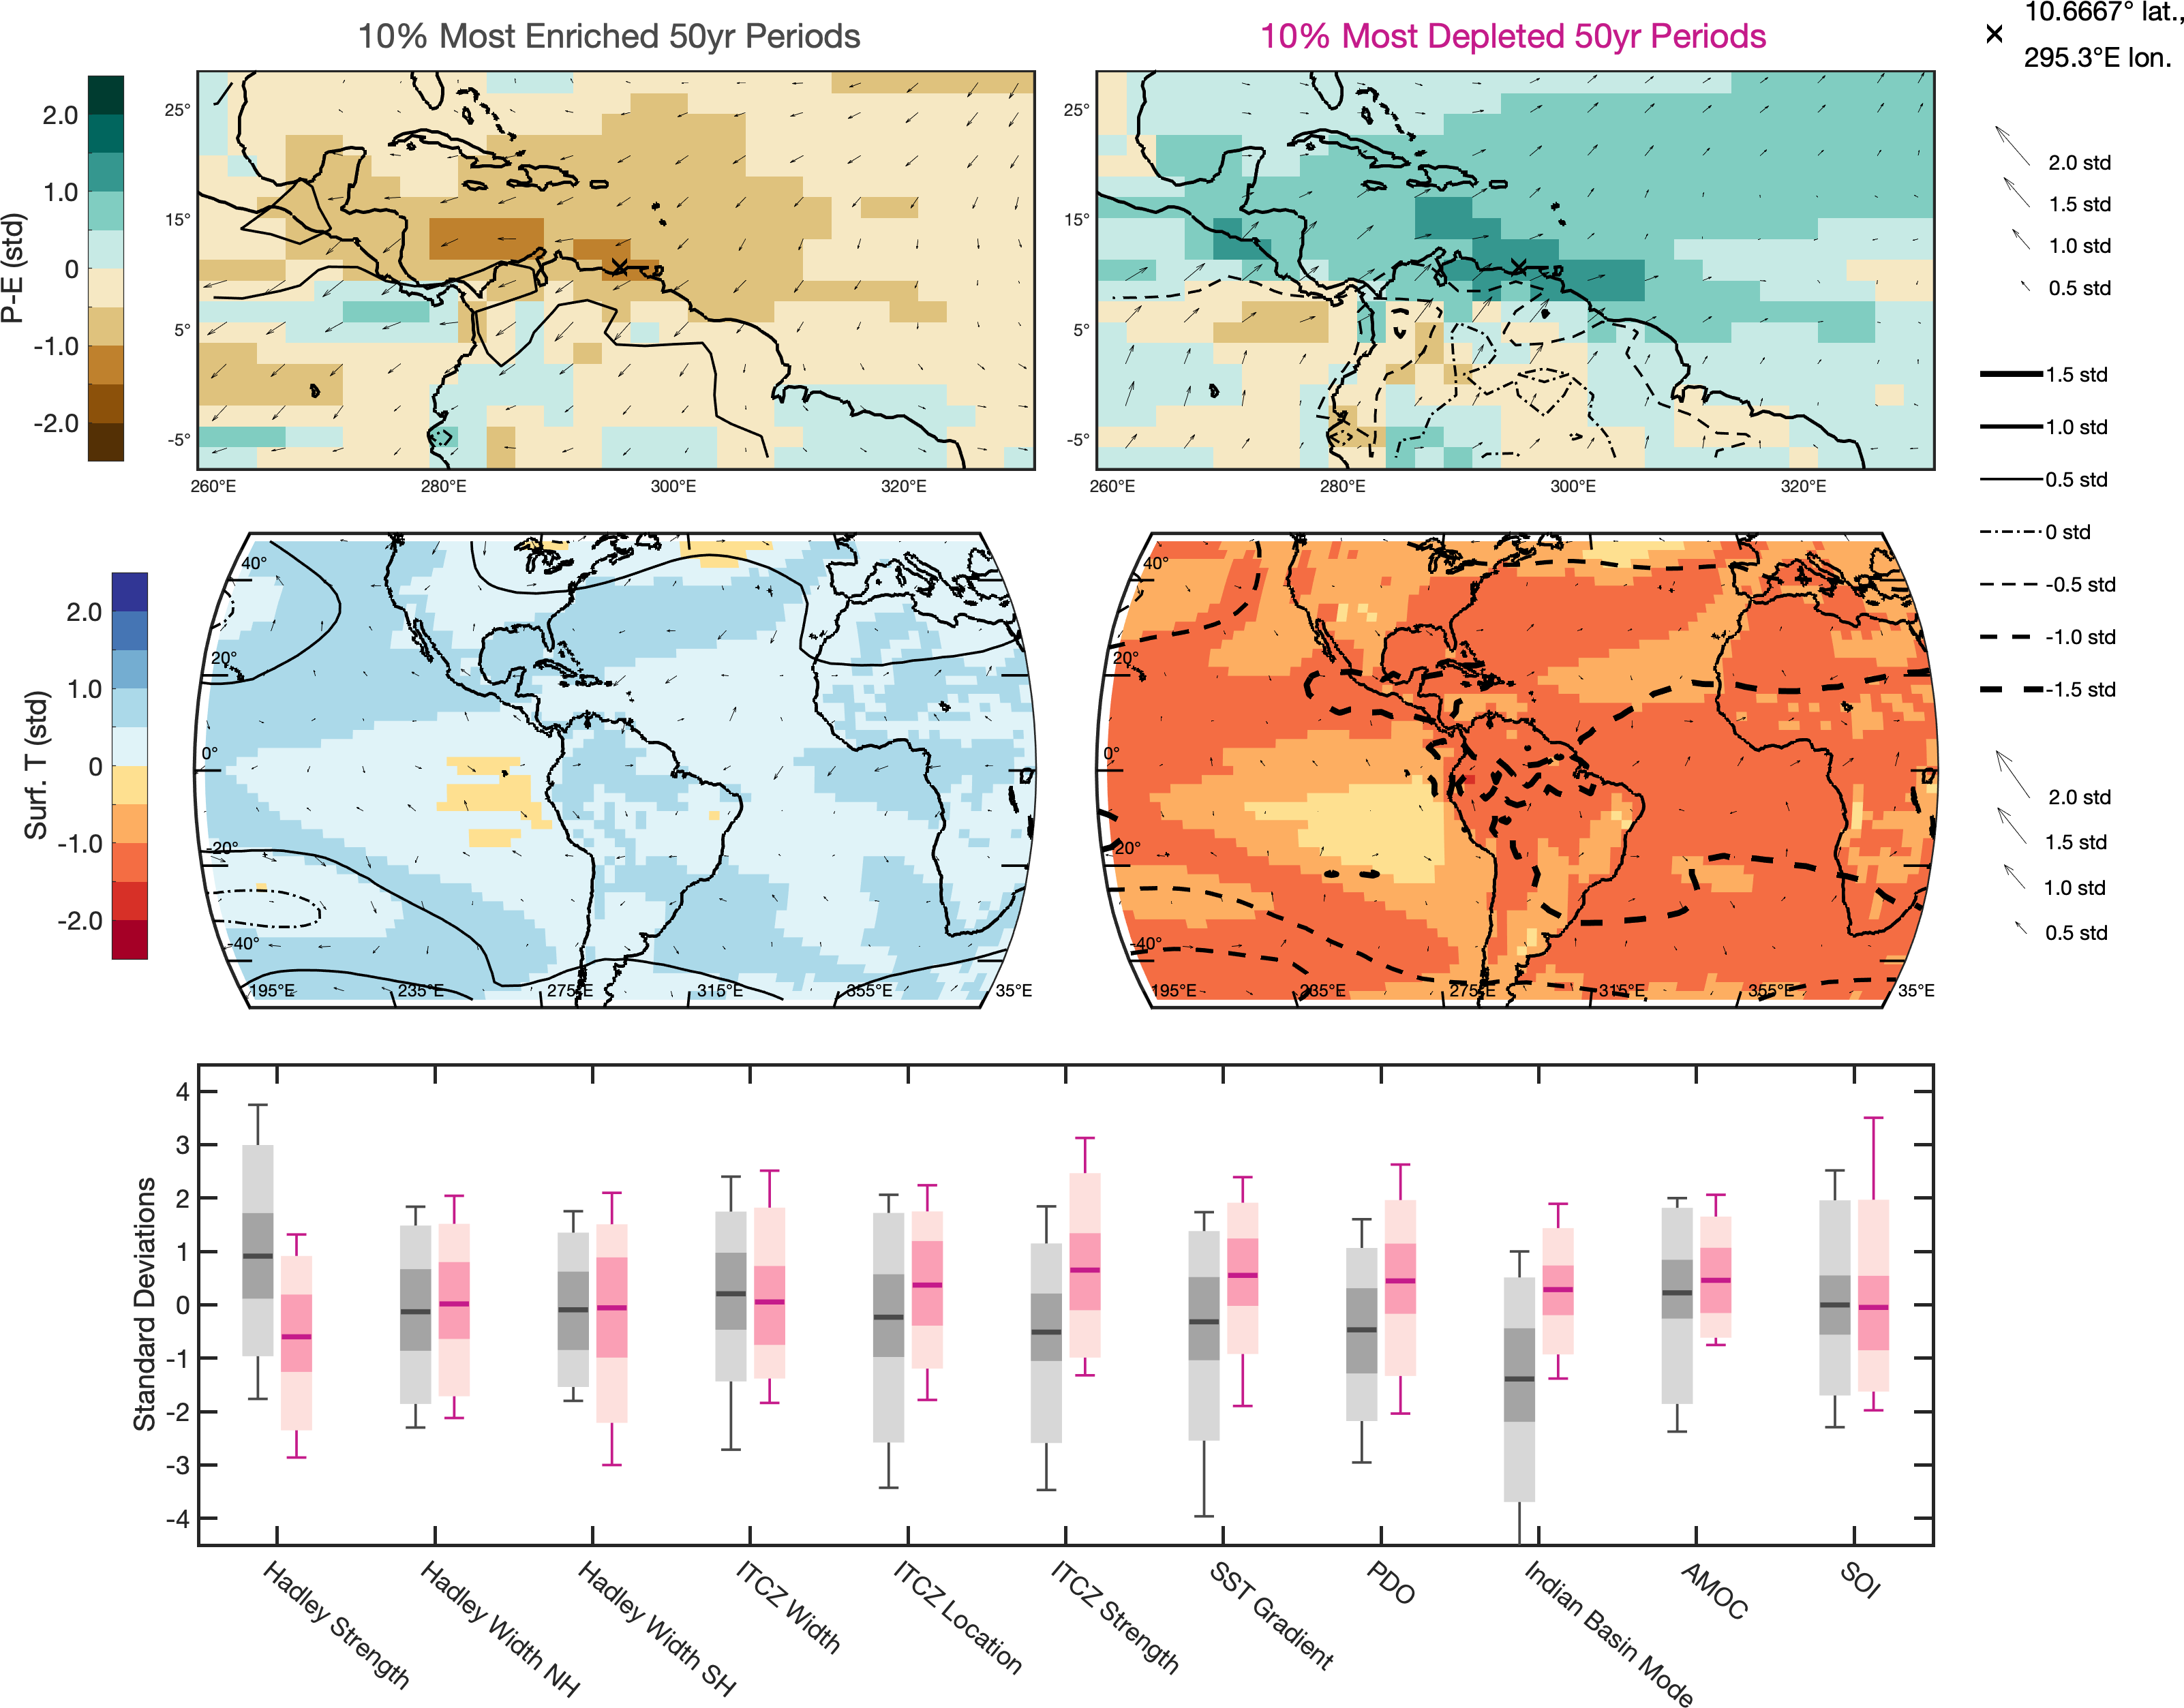 10% Most Enriched 50yr Periods
10% Most Depleted 50yr Periods
10.6667° lat.,
295.3°E lon.
P-E (std)
2.0
1.0
0
-1.0
-2.0
25°
15°
5°
-5°
260°E 280°E 300°E 320°E
25°
15°
5°
-5°
260°E 280°E 300°E 320°E
2.0 std
1.5 std
1.0 std
0.5 std
1.5 std
1.0 std
0.5 std
0 std
-0.5 std
-1.0 std
-1.5 std
Surf. T (std)
2.0
1.0
0
-1.0
-2.0
40°
20°
0°
-20°
-40°
195°E 235°E 275°E 315°E 355°E 35°E
40°
20°
0°
20°
-40°
195°E 235°E 275°E 315°E 355°E 35°E
2.0 std
1.5 std
1.0 std
0.5 std
Standard Deviations
4
3
2
1
0
-1
-2
-3
-4
Hadley Strength
Hadley Width NH
Hadley Width SH
ITCZ Width
ITCZ Location
ITCZ Strength
SST Gradient
PDO
Indian Basin Mode
AMOC
SOI